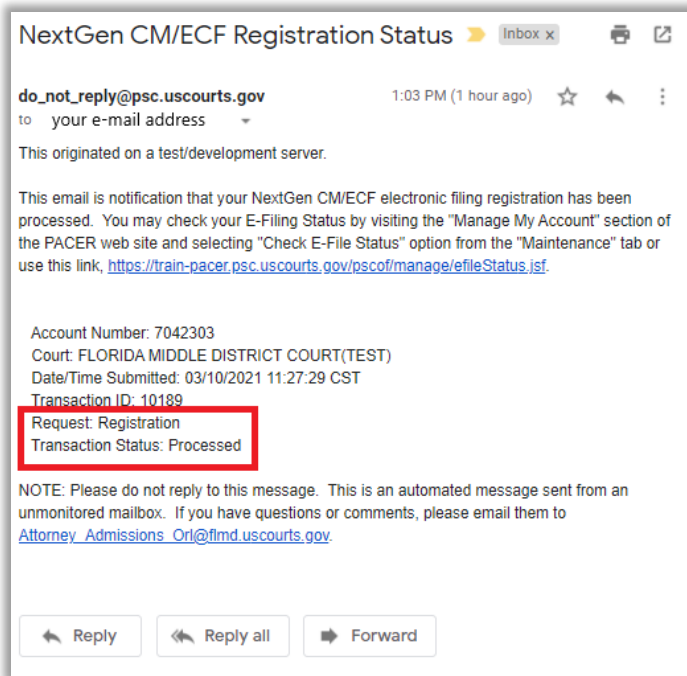 NextGen CM/ECF Registration Status Inbox x
do_not_reply@psc.uscourts.gov 1:03 PM (1 hour ago)
to your e-mail address
This originated on a test/development server.
This email is notification that your NextGen CM/ECF electronic filing registration has been
processed. You may check your E-Filing Status by visiting the "Manage My Account" section of
the PACER web site and selecting "Check E-File Status" option from the "Maintenance" tab or
use this link, https://train-pacer.psc.uscourts.gov/pscof/manage/efileStatus.jsf.
Account Number: 7042303
Court: FLORIDA MIDDLE DISTRICT COURT(TEST)
Date/Time Submitted: 03/10/2021 11:27:29 CST
Transaction ID: 10189
Request: Registration
Transaction Status: Processed
NOTE: Please do not reply to this message. This is an automated message sent from an
unmonitored mailbox. If you have questions or comments, please email them to
Attorney_Admissions_Orl@flmd.uscourts.gov.
Reply Reply all Forward